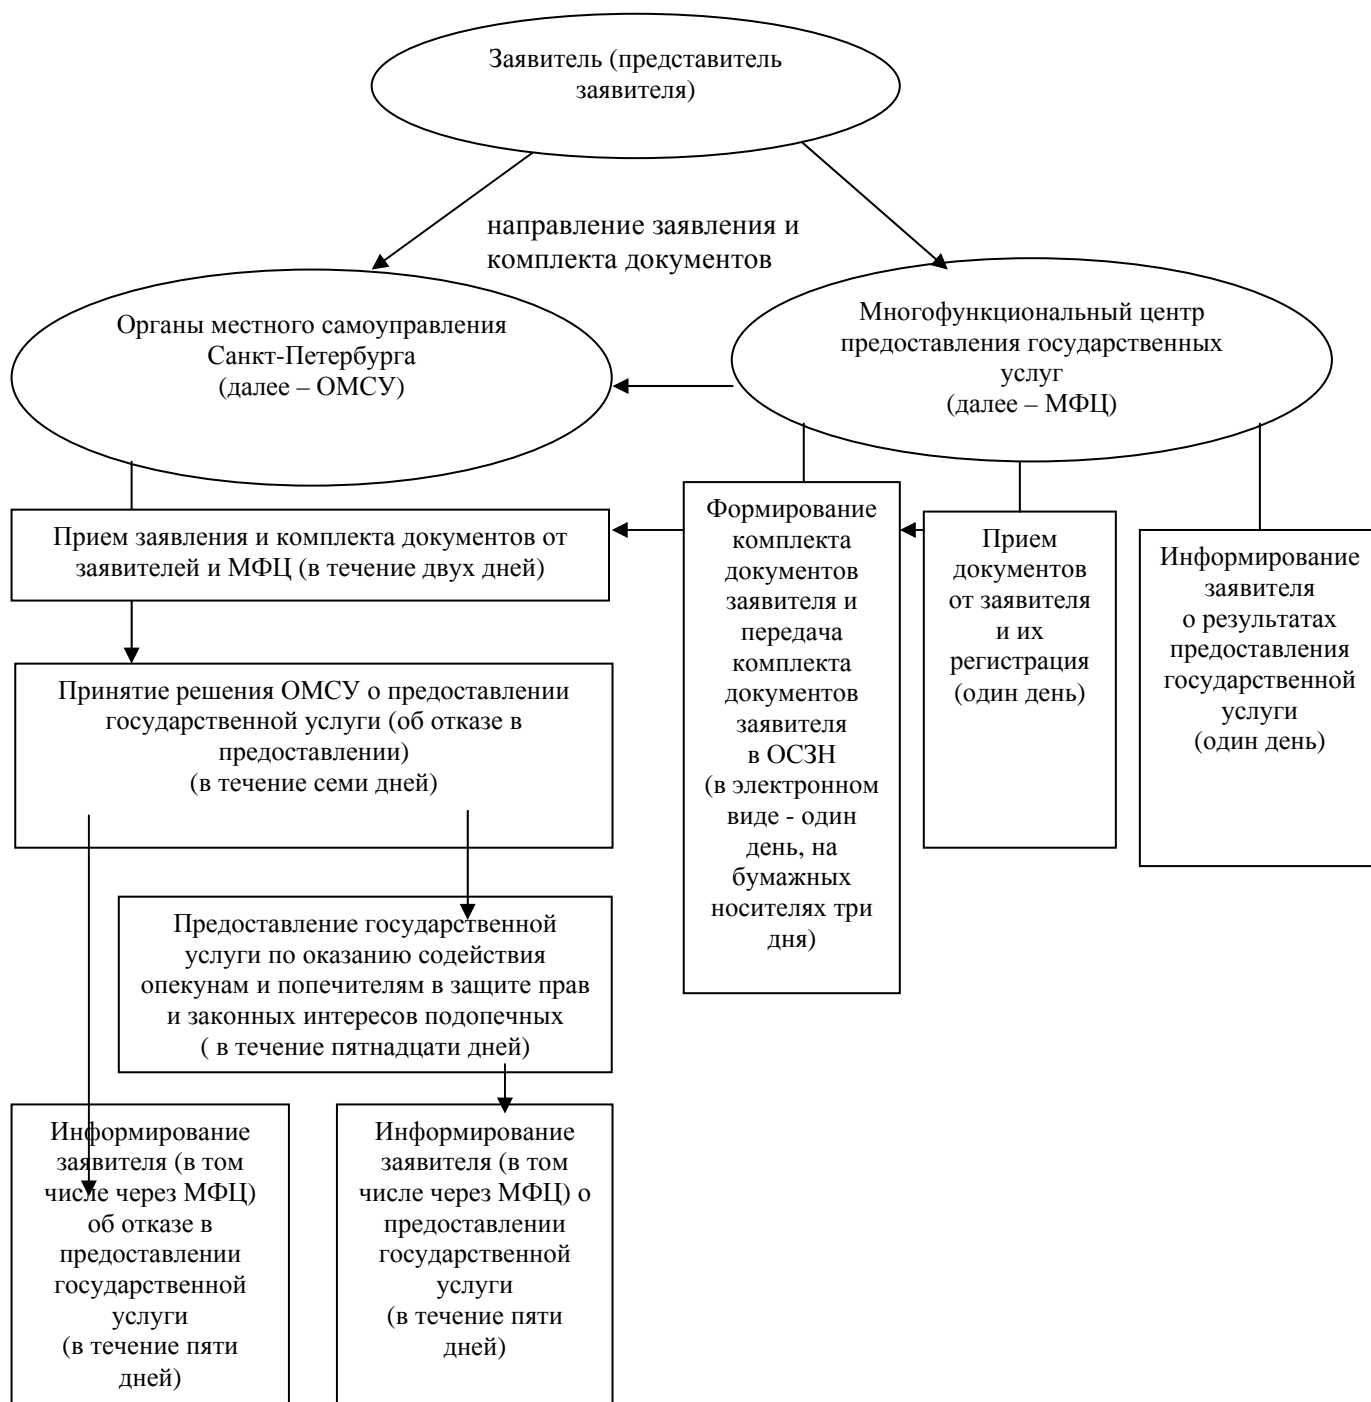 Заявитель (представитель
заявителя)
направление заявления и
комплекта документов
Органы местного самоуправления
Санкт-Петербурга
(далее – ОМСУ)
Многофункциональный центр
предоставления государственных
услуг
(далее – МФЦ)
Прием заявления и комплекта документов от
заявителей и МФЦ (в течение двух дней)
Формирование
комплекта
документов
заявителя и
передача
комплекта
документов
заявителя
в ОСЗН
(в электронном
виде - один
день, на
бумажных
носителях три
дня)
Прием
документов
от заявителя
и их
регистрация
(один день)
Информирование
заявителя
о результатах
предоставления
государственной
услуги
(один день)
Принятие решения ОМСУ о предоставлении
государственной услуги (об отказе в
предоставлении)
(в течение семи дней)
Предоставление государственной
услуги по оказанию содействия
опекунам и попечителям в защите прав
и законных интересов подопечных
( в течение пятнадцати дней)
Информирование
заявителя (в том
числе через МФЦ)
об отказе в
предоставлении
государственной
услуги
(в течение пяти
дней)
Информирование
заявителя (в том
числе через МФЦ) о
предоставлении
государственной
услуги
(в течение пяти
дней)